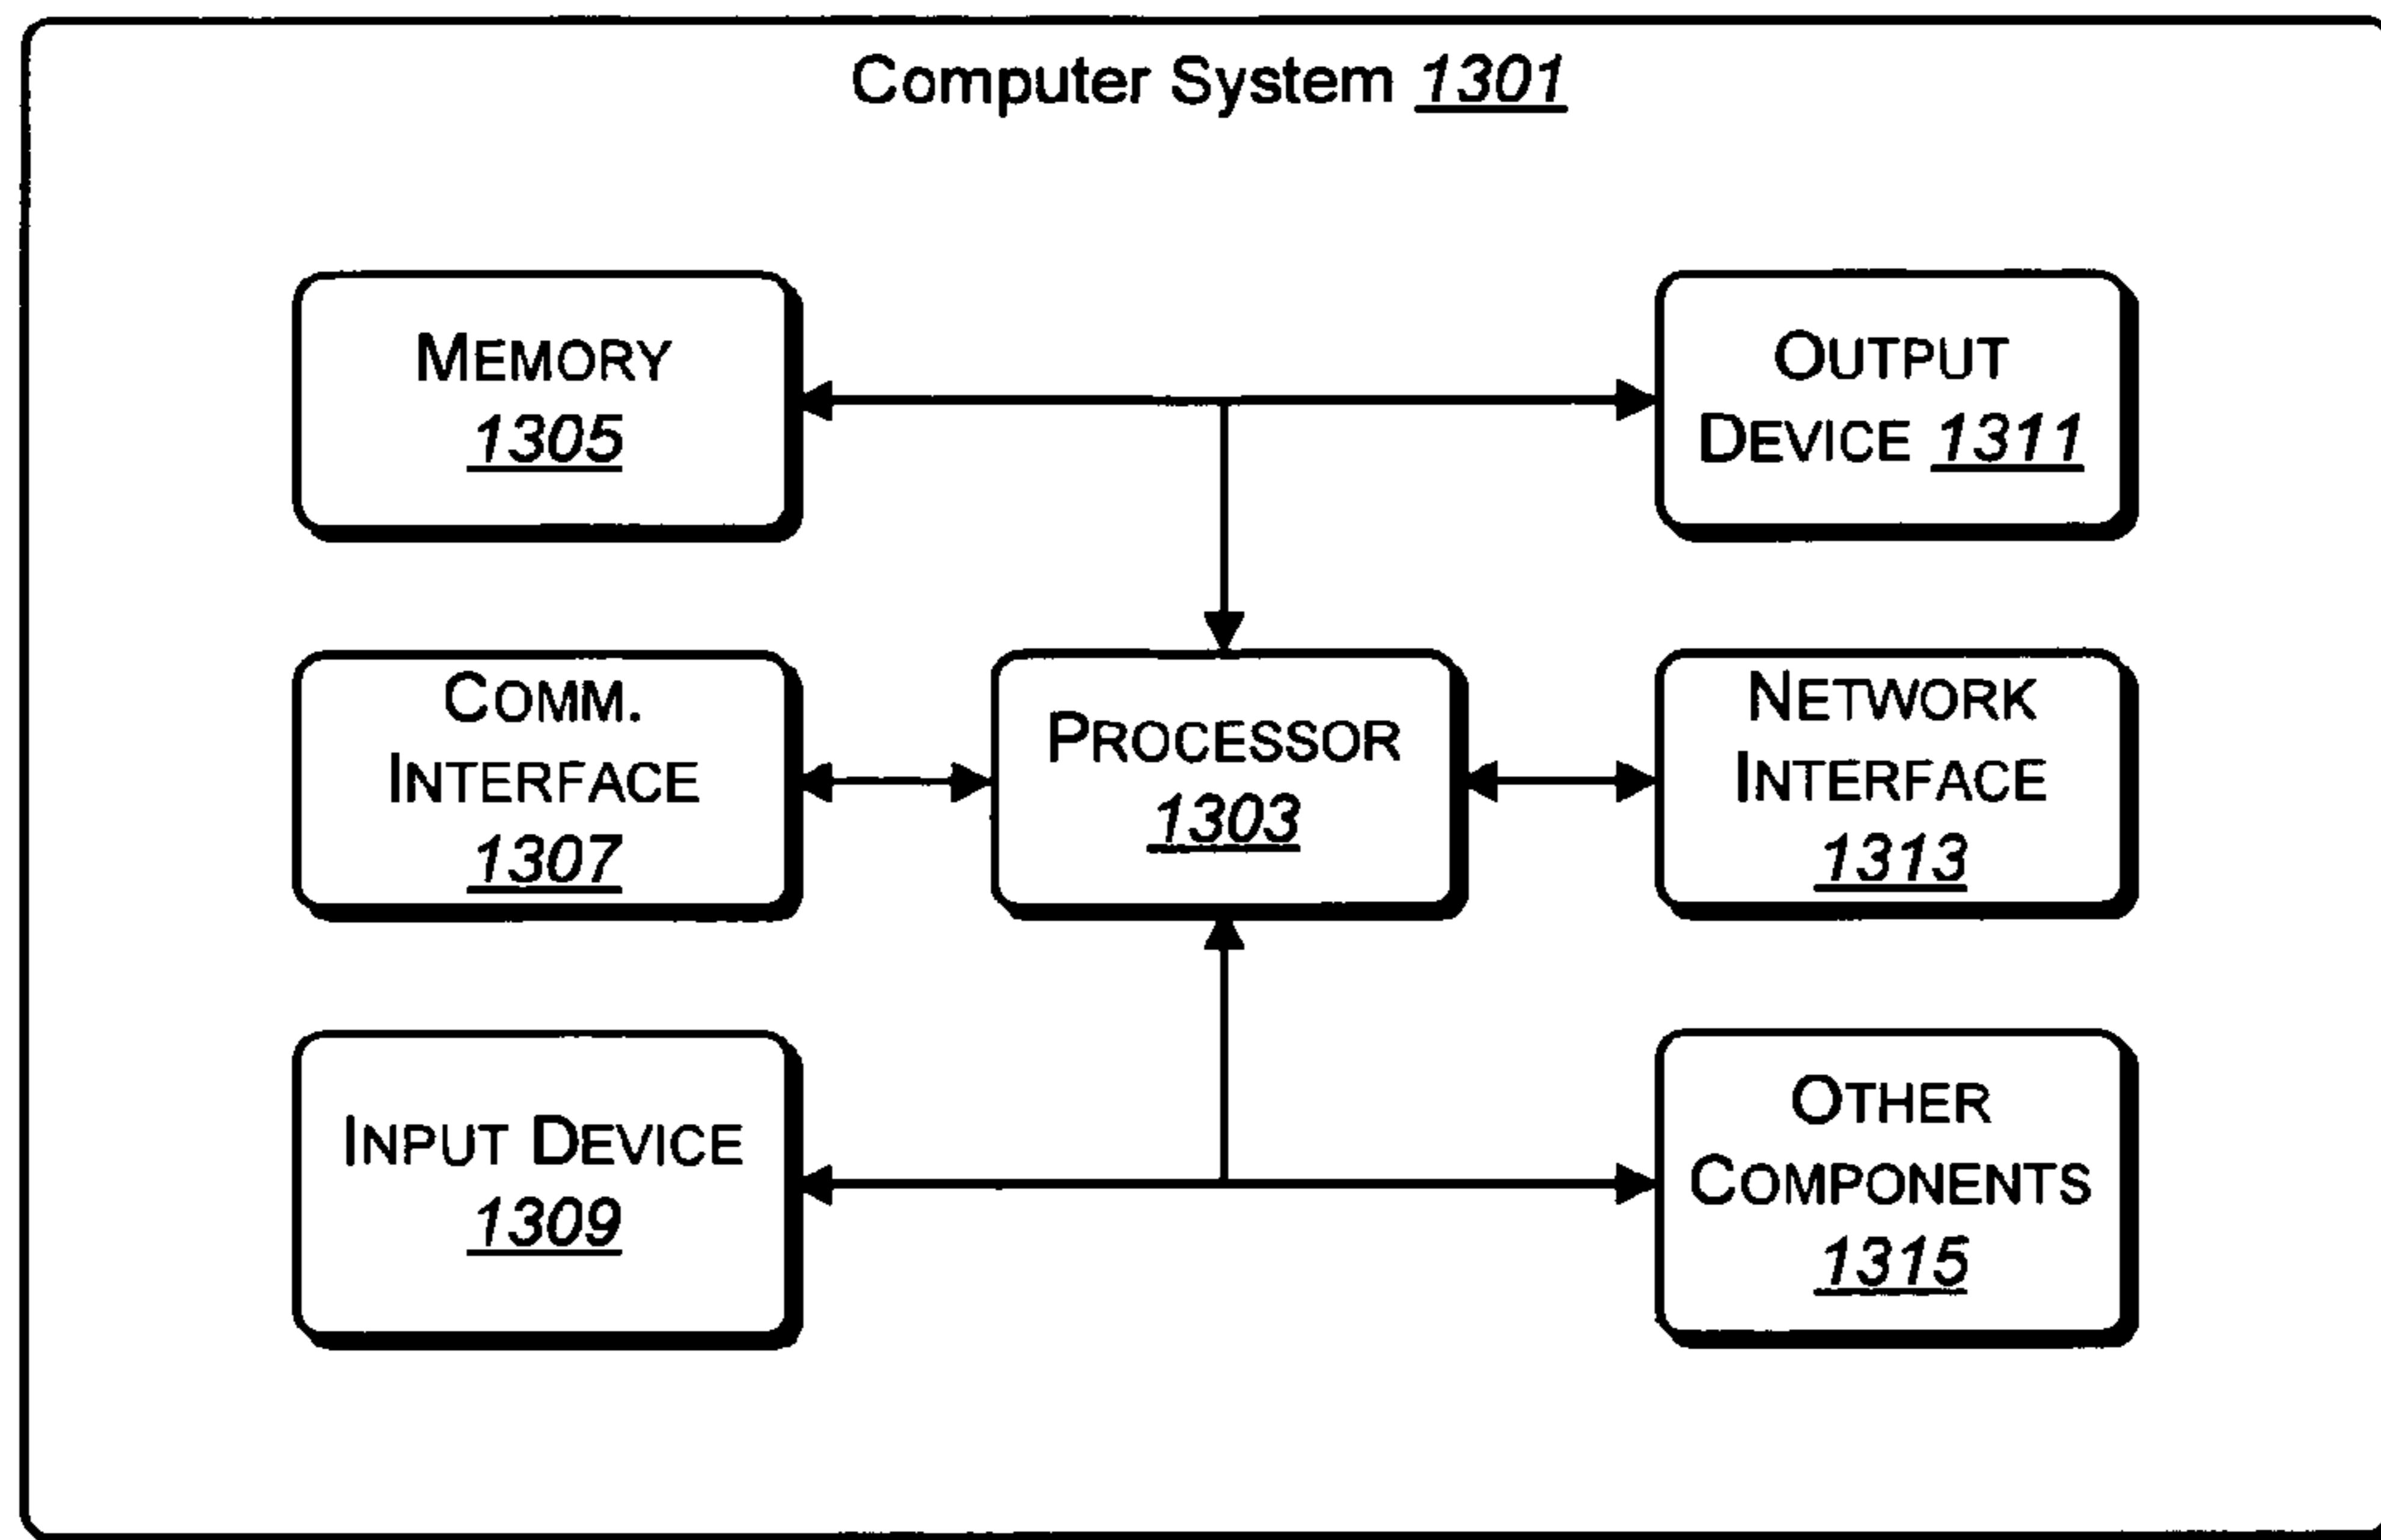 Computer System 1301
MEMORY
1305
OUTPUT
DEVICE 1311
COMM.
INTERFACE
1307
PROCESSOR
1303
NETWORK
INTERFACE
1313
INPUT DEVICE
1309
OTHER
COMPONENTS
1315